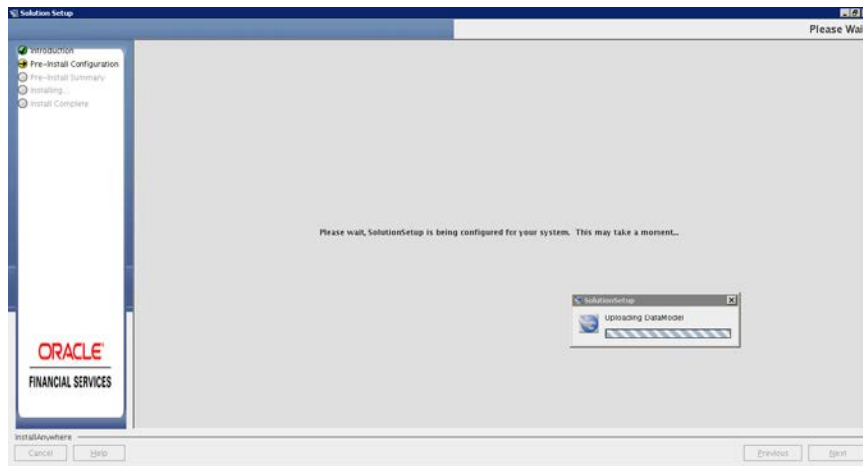 Solution Setup
Please Wai
Introduction
Pre-Install Configuration
Pre-Install Summary
Installing...
Install Complete
Please wait, SolutionSetup is being configured for your system. This may take a moment...
SolutionSetup
Uploading DataModel
ORACLE
FINANCIAL SERVICES
InstallAnywhere
Cancel
Help
Previous
Next